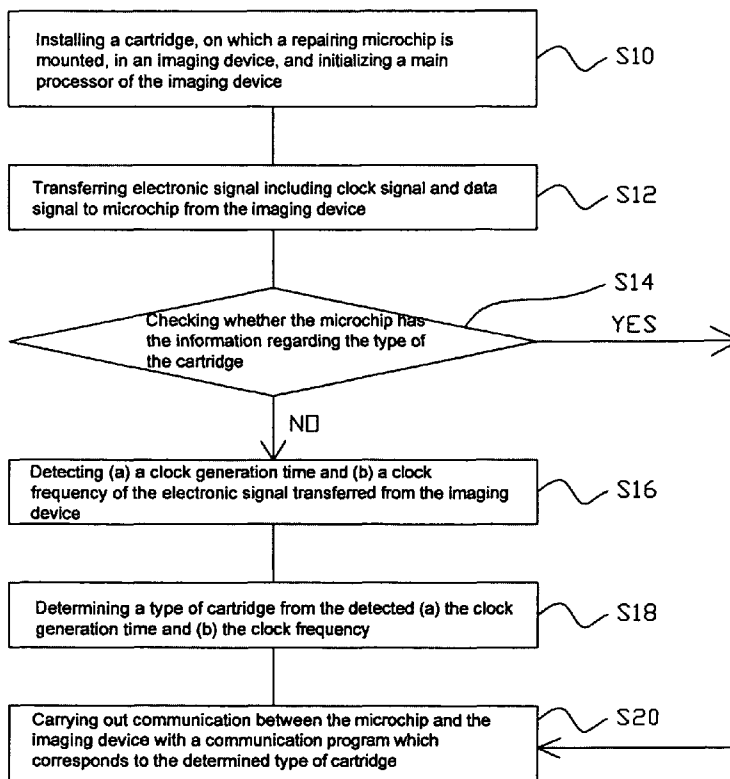 Installing a cartridge, on which a repairing microchip is
mounted, in an imaging device, and initializing a main
processor of the imaging device
S10
Transferring electronic signal including clock signal and data
signal to microchip from the imaging device
S12
Checking whether the microchip has
the information regarding the type of
the cartridge
S14
YES
NO
Detecting (a) a clock generation time and (b) a clock
frequency of the electronic signal transferred from the imaging
device
S16
Determining a type of cartridge from the detected (a) the clock
generation time and (b) the clock frequency
S18
Carrying out communication between the microchip and the
imaging device with a communication program which
corresponds to the determined type of cartridge
S20